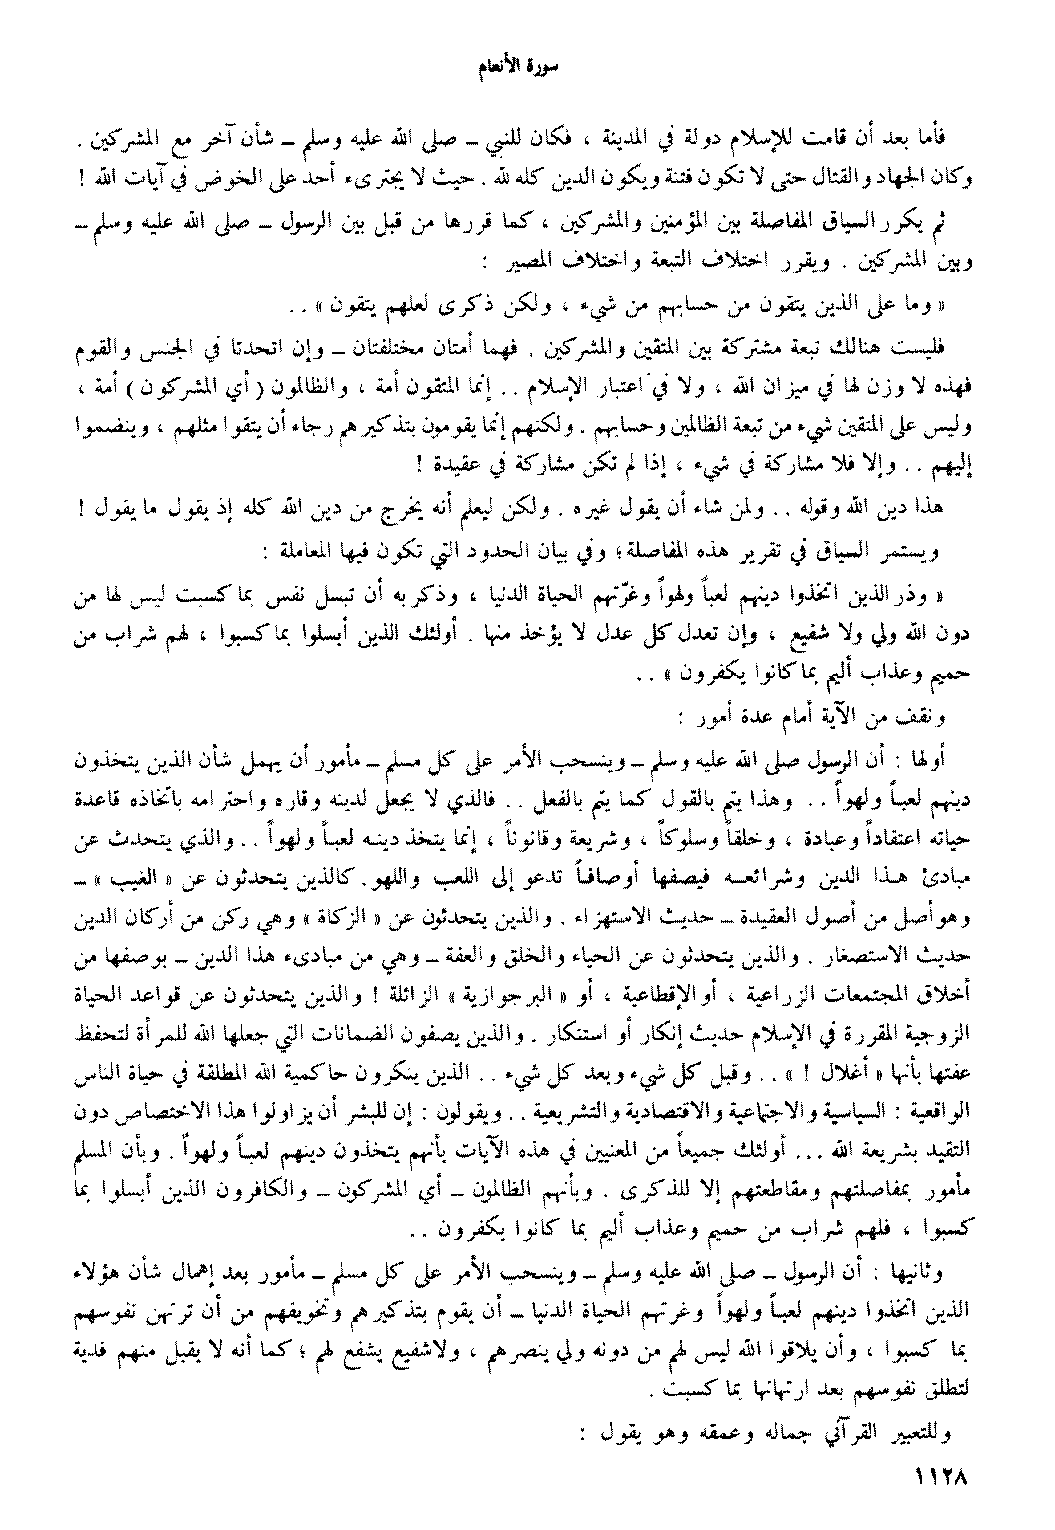 سورة الأنعام
فأما بعد أن قامت للإسلام دولة في المدينة ، فكان للنبي – صلى الله عليه وسلم – شأن آخر مع المشركين .
وكان الجهاد والقتال حتى لا تكون فتنة ويكون الدين كله لله . حيث لا يجترىء أحد على الخوض في آيات الله !
ثم يكرر السياق المفاصلة بين المؤمنين والمشركين ، كما قررها من قبل بين الرسول – صلى الله عليه وسلم –
وبين المشركين . ويقرر اختلاف التبعة واختلاف المصير :
« وما على الذين يتقون من حسابهم من شيء ، ولكن ذكرى لعلهم يتقون » . .
فليست هنالك تبعة مشتركة بين المتقين والمشركين . فهما أمتان مختلفتان – وإن اتحدتا في الجنس والقوم
فهذه لا وزن لها في ميزان الله ، ولا في اعتبار الإسلام . . إنما المتقون أمة ، والظالمون ( أي المشركون ) أمة ،
وليس على المتقين شيء من تبعة الظالمين وحسابهم . ولكنهم إنما يقومون بتذكيرهم رجاء أن يتقوا مثلهم ، وينضموا
إليهم . . وإلا فلا مشاركة في شيء ، إذا لم تكن مشاركة في عقيدة !
هذا دين الله وقوله . . ولمن شاء أن يقول غيره . ولكن ليعلم أنه يخرج من دين الله كله إذ يقول ما يقول !
ويستمر السياق في تقرير هذه المفاصلة؛ وفي بيان الحدود التي تكون فيها المعاملة :
« وذر الذين اتخذوا دينهم لعباً ولهواً وغرّتهم الحياة الدنيا ، وذكر به أن تبسل نفس بما كسبت ليس لها من
دون الله ولي ولا شفيع ، وإن تعدل كل عدل لا يؤخذ منها . أولئك الذين أبسلوا بما كسبوا ، لهم شراب من
حميم وعذاب أليم بما كانوا يكفرون » . .
ونقف من الآية أمام عدة أمور :
أولها : أن الرسول صلى الله عليه وسلم – وينسحب الأمر على كل مسلم – مأمور أن يهمل شأن الذين يتخذون
دينهم لعباً ولهواً . . وهذا يتم بالقول كما يتم بالفعل . . فالذي لا يجعل لدينه وقاره واحترامه باتخاذه قاعدة
حياته اعتقاداً وعبادة ، وخلقاً وسلوكاً ، وشريعة وقانوناً ، إنما يتخذ دينه لعباً ولهواً . . والذي يتحدث عن
مبادئ هذا الدين وشرائعه فيصفها أوصافاً تدعو إلى اللعب واللهو. كالذين يتحدثون عن « الغيب » –
وهو أصل من أصول العقيدة – حديث الاستهزاء . والذين يتحدثون عن « الزكاة » وهي ركن من أركان الدين
حديث الاستصغار . والذين يتحدثون عن الحياء والخلق والعفة – وهي من مبادىء هذا الدين – بوصفها من
أخلاق المجتمعات الزراعية ، أو الإقطاعية ، أو « البرجوازية » الزائلة ! والذين يتحدثون عن قواعد الحياة
الزوجية المقررة في الإسلام حديث إنكار أو استنكار . والذين يصفون الضمانات التي جعلها الله للمرأة لتحفظ
عفتها بأنها « أغلال ! » . . وقبل كل شيء وبعد كل شيء . . الذين ينكرون حاكمية الله المطلقة في حياة الناس
الواقعية : السياسية والاجتماعية والاقتصادية والتشريعية . . ويقولون : إن للبشر أن يزاولوا هذا الاختصاص دون
التقيد بشريعة الله . . . أولئك جميعاً من المعنيين في هذه الآيات بأنهم يتخذون دينهم لعباً ولهواً . وبأن المسلم
مأمور بمفاصلتهم ومقاطعتهم إلا للذكرى . وبأنهم الظالمون – أي المشركون – والكافرون الذين أبسلوا بما
كسبوا ، فلهم شراب من حميم وعذاب أليم بما كانوا يكفرون . .
وثانيها : أن الرسول – صلى الله عليه وسلم – وينسحب الأمر على كل مسلم – مأمور بعد إهمال شأن هؤلاء
الذين اتخذوا دينهم لعباً ولهواً وغرتهم الحياة الدنيا – أن يقوم بتذكيرهم وتخويفهم من أن ترتهن نفوسهم
بما كسبوا ، وأن يلاقوا الله ليس لهم من دونه ولي ينصرهم ، ولا شفيع يشفع لهم ؛ كما أنه لا يقبل منهم فدية
لتطلق نفوسهم بعد ارتهانها بما كسبت .
وللتعبير القرآني جماله وعمقه وهو يقول :
١١٢٨